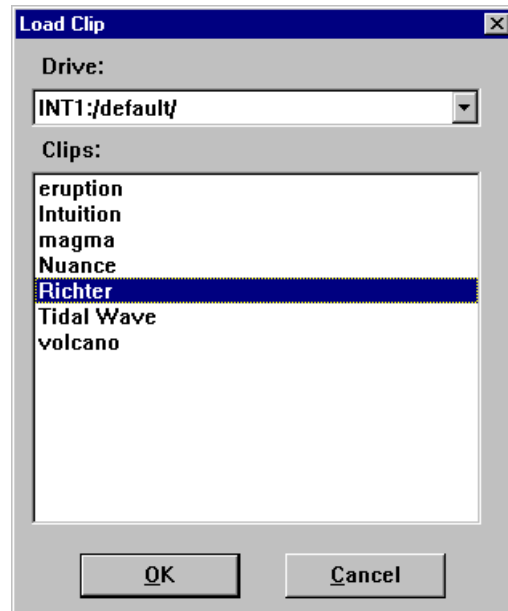 Load Clip
Drive:
INT1:/default/
Clips:
eruption
Intuition
magma
Nuance
Richter
Tidal Wave
volcano
OK
Cancel